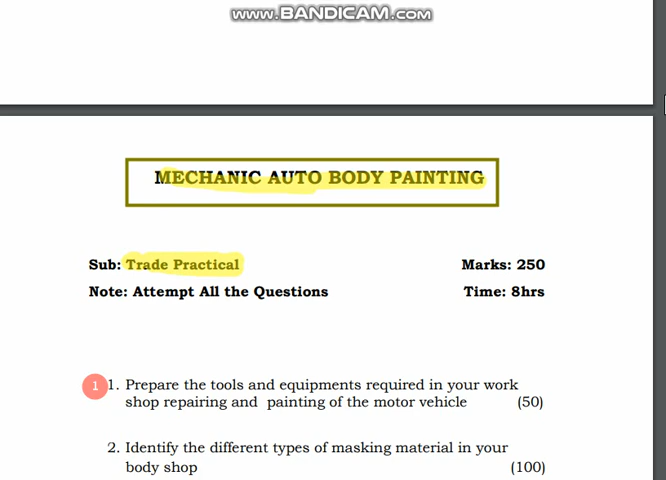 www.BANDICAM.com
MECHANIC AUTO BODY PAINTING
Sub: Trade Practical Marks: 250
Note: Attempt All the Questions Time: 8hrs
1 1. Prepare the tools and equipments required in your work
shop repairing and painting of the motor vehicle (50)
2. Identify the different types of masking material in your
body shop (100)